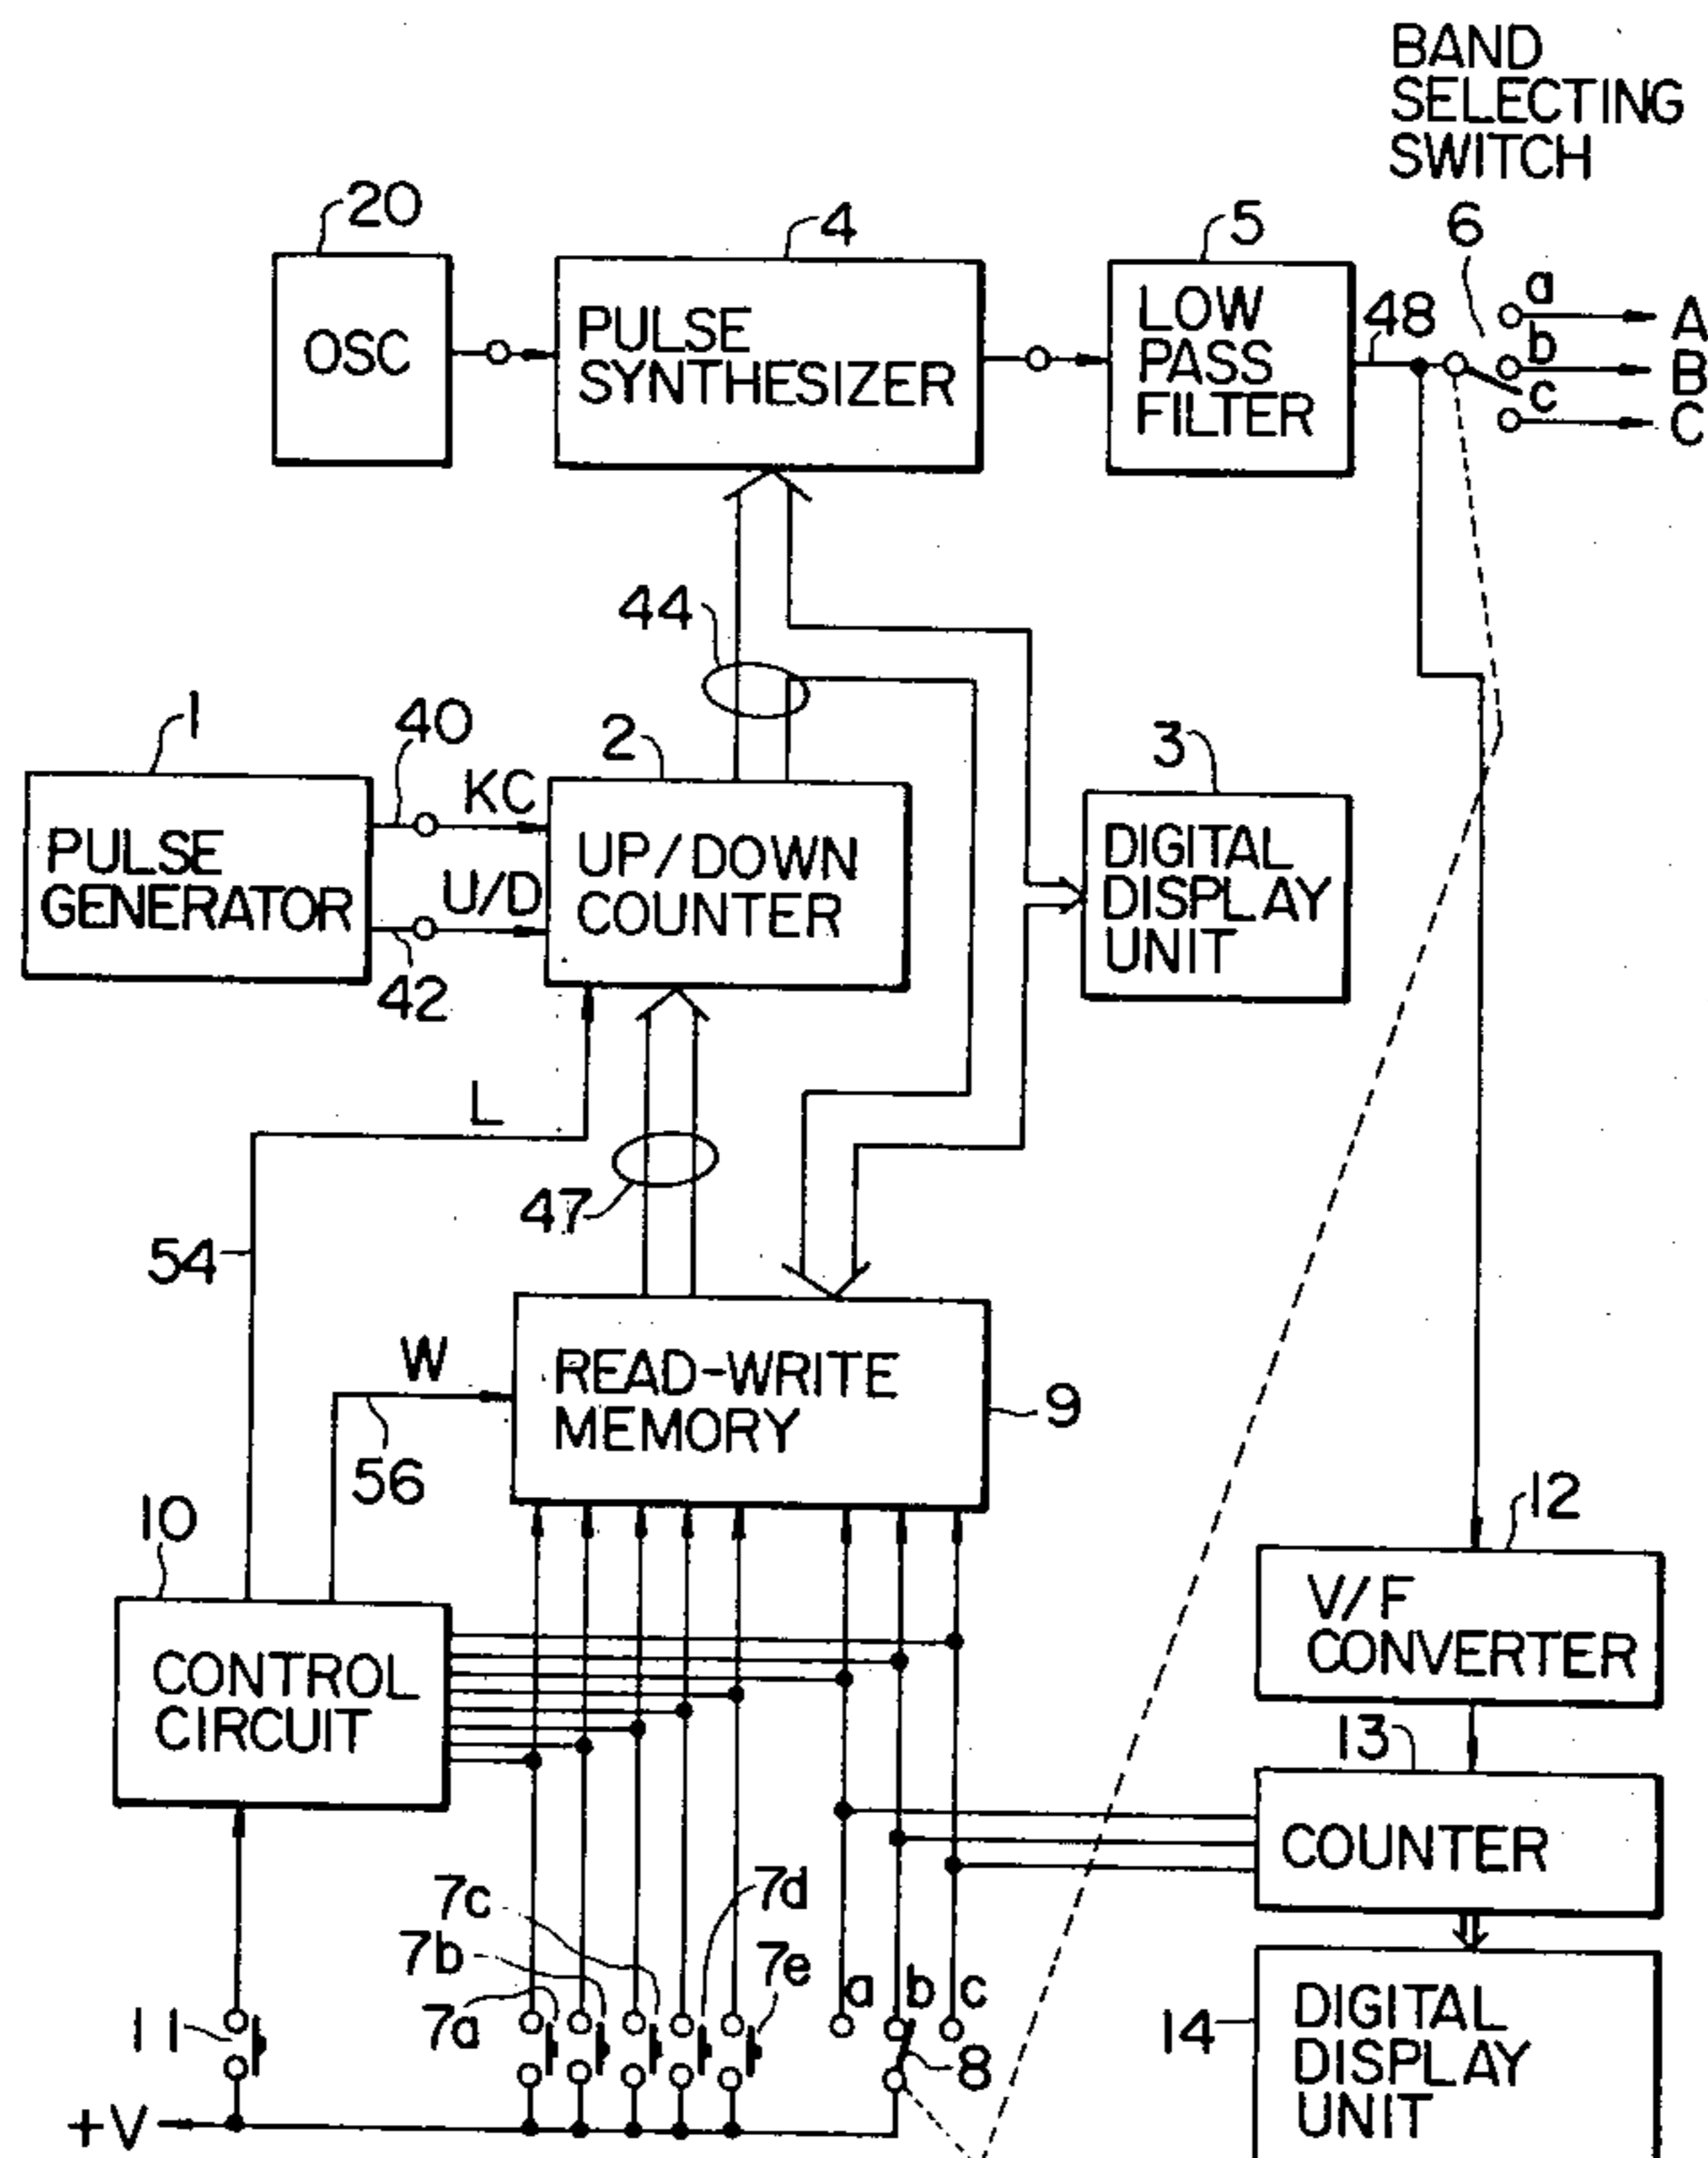 BAND
SELECTING
SWITCH
20
4
5
6
OSC
PULSE
SYNTHESIZER
LOW
PASS
FILTER
48
a
A
b
B
c
C
44
1
40
2
3
KC
PULSE
GENERATOR
U/D
UP/DOWN
COUNTER
DIGITAL
DISPLAY
UNIT
42
L
47
54
W
READ-WRITE
MEMORY
9
56
10
12
CONTROL
CIRCUIT
V/F
CONVERTER
13
COUNTER
7c
7d
7b
7e
7a
a
b
c
11
8
14
DIGITAL
DISPLAY
UNIT
+V